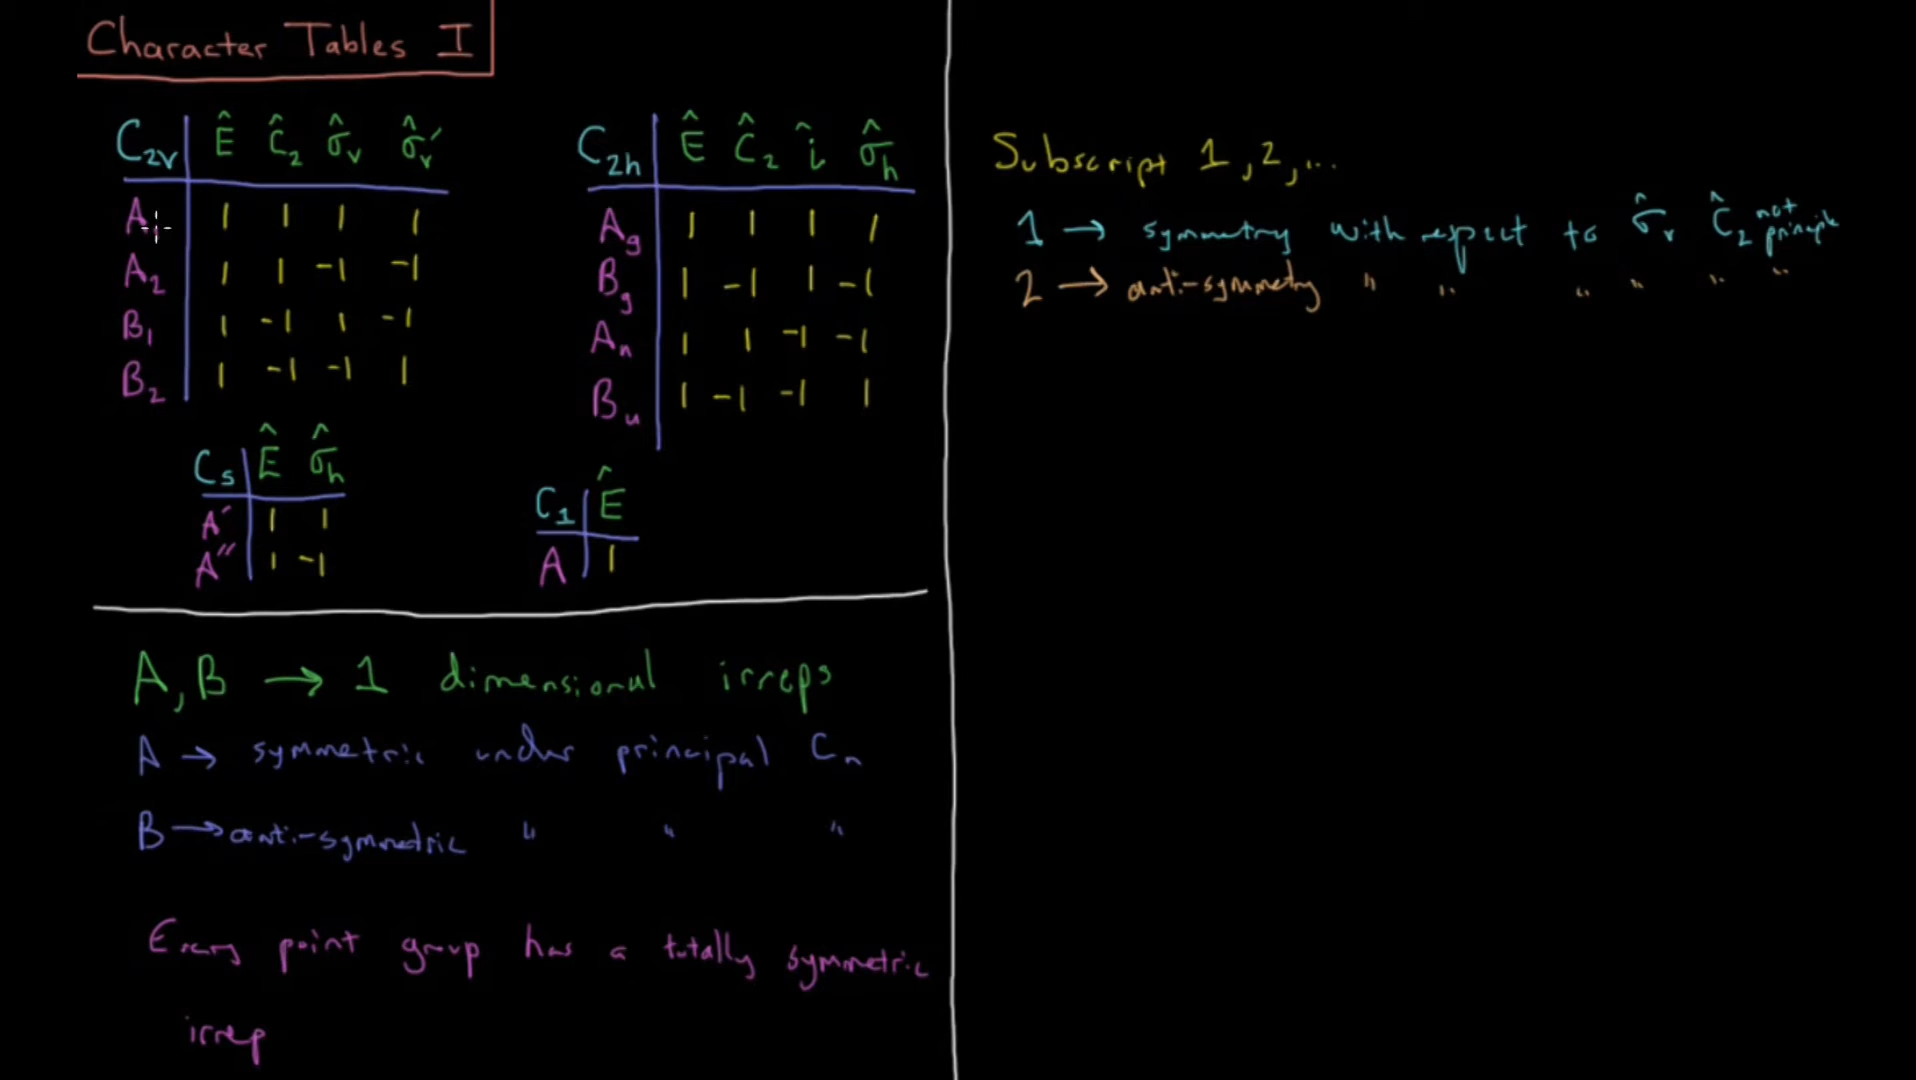 Character Tables I
C2v Ê Ĉ2 σ̂v σ̂v′
A1 1 1 1 1
A2 1 1 -1 -1
B1 1 -1 1 -1
B2 1 -1 -1 1
C2h Ê Ĉ2 î σ̂h
Ag 1 1 1 1
Bg 1 -1 1 -1
Au 1 1 -1 -1
Bu 1 -1 -1 1
Cs Ê σ̂h
A′ 1 1
A″ 1 -1
C1 Ê
A 1
A, B → 1 dimensional irreps
A → symmetric under principal Cn
B → anti-symmetric " " "
Every point group has a totally symmetric
irrep
Subscript 1, 2, ...
1 → symmetry with respect to σ̂v Ĉ2 not principle
2 → anti-symmetry " " " " " "